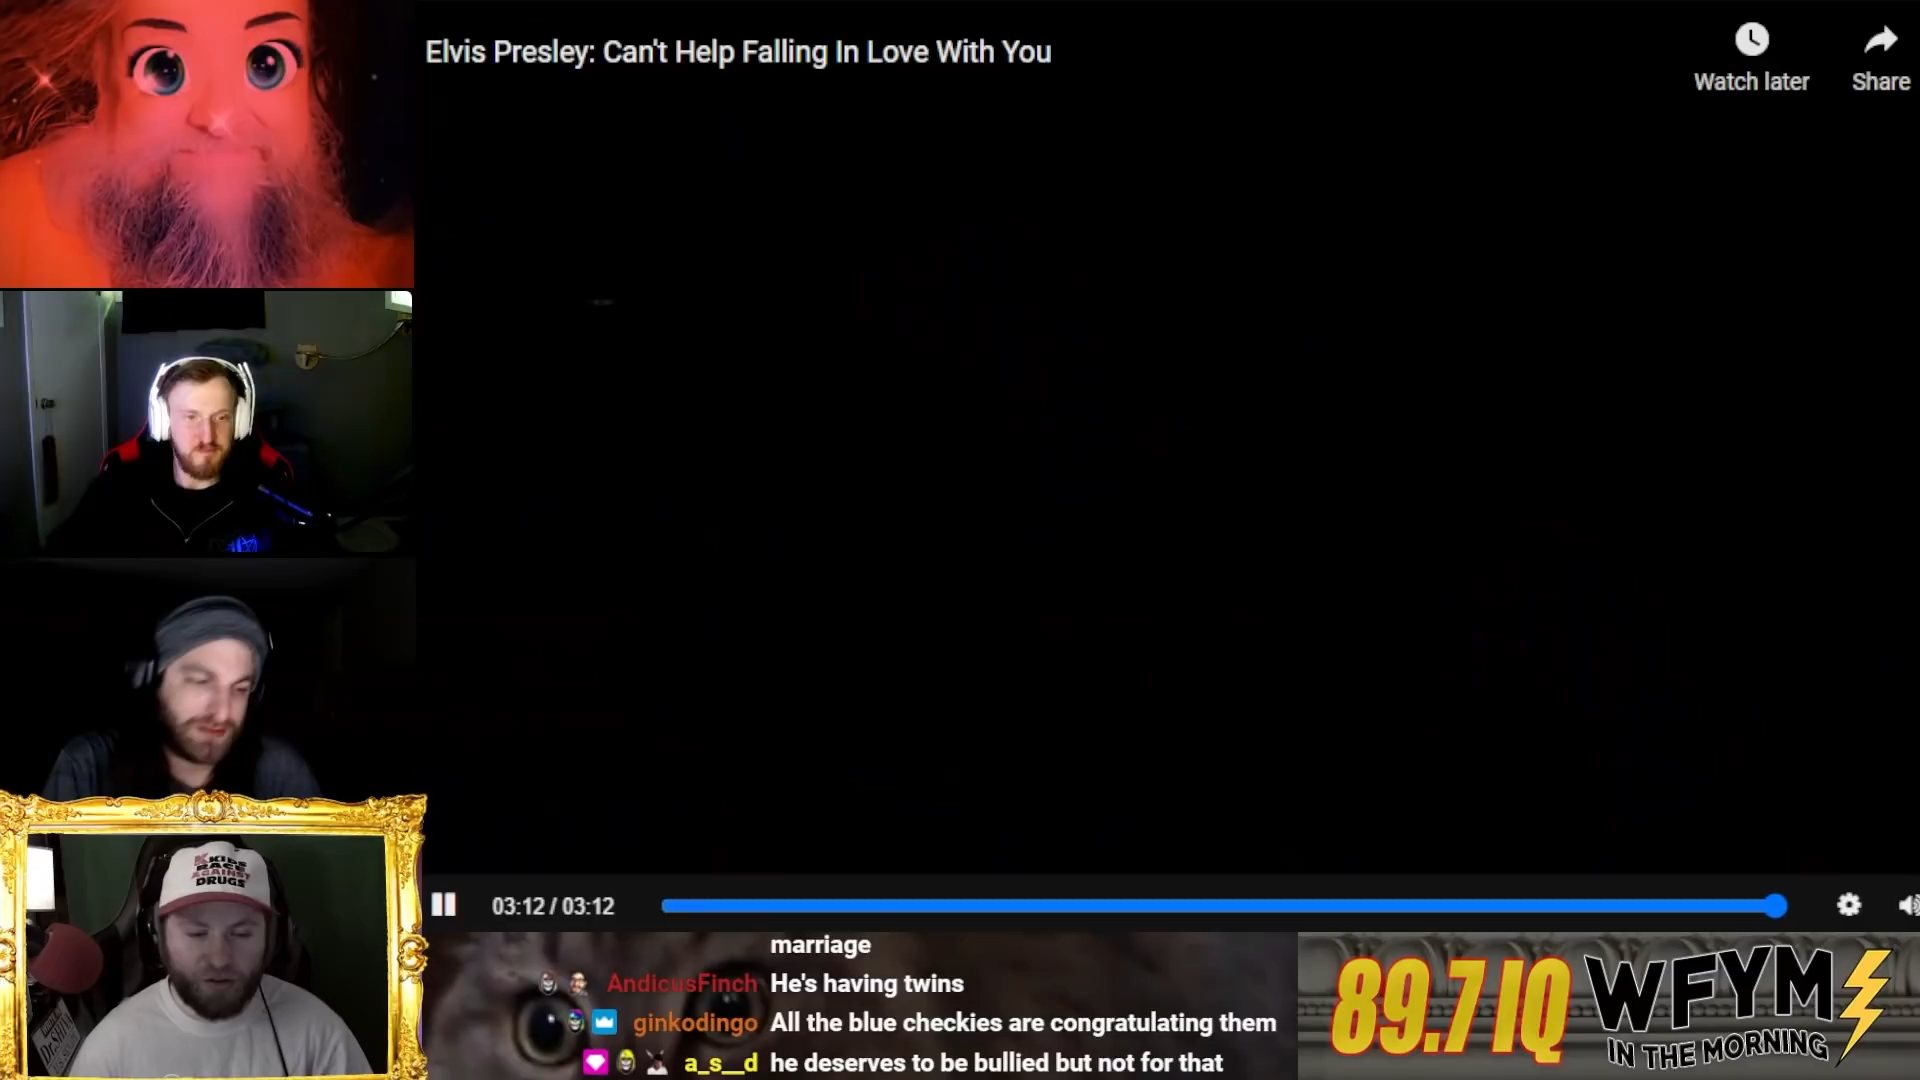 Elvis Presley: Can't Help Falling In Love With You
Watch later
Share
KIDS
RACE
AGAINST
DRUGS
03:12 / 03:12
marriage
AndicusFinch He's having twins
ginkodingo All the blue checkies are congratulating them
a_s__d he deserves to be bullied but not for that
89.7 IQ WFYM
IN THE MORNING